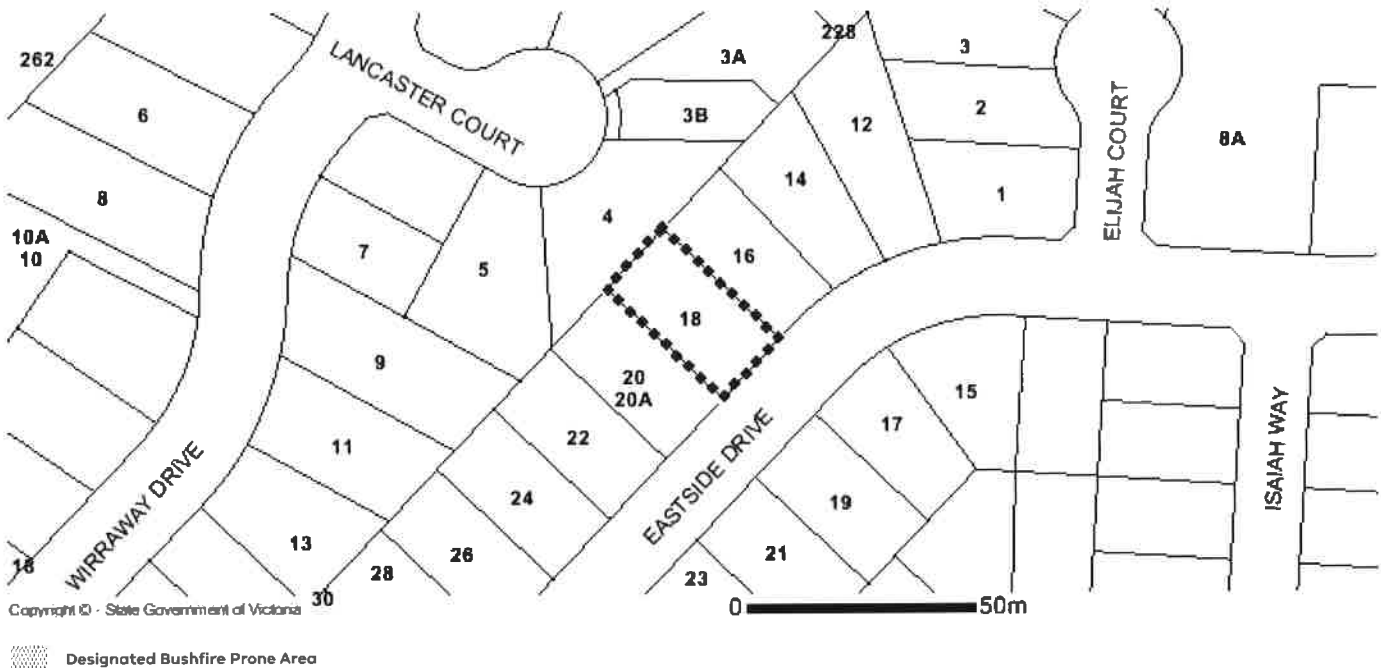 262
228
3
3A
LANCASTER COURT
6
3B
12
2
ELIJAH COURT
8A
14
1
8
4
10A
10
7
5
16
18
9
20
20A
15
22
17
11
ISAIAH WAY
EASTSIDE DRIVE
24
19
WIRRAWAY DRIVE
13
26
21
18
28
23
30
0 50m
Copyright © - State Government of Victoria
Designated Bushfire Prone Area